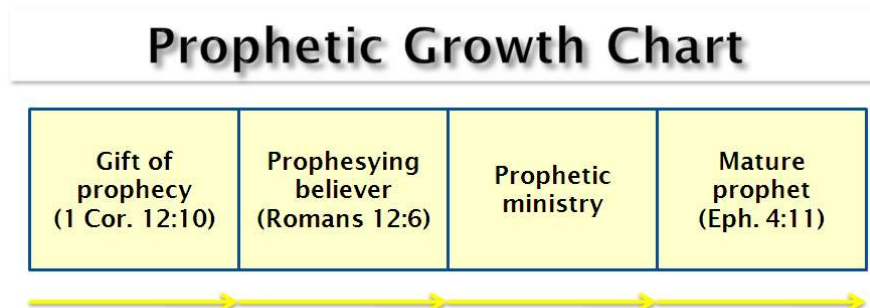 Prophetic Growth Chart
Gift of
prophecy
(1 Cor. 12:10)
Prophesying
believer
(Romans 12:6)
Prophetic
ministry
Mature
prophet
(Eph. 4:11)